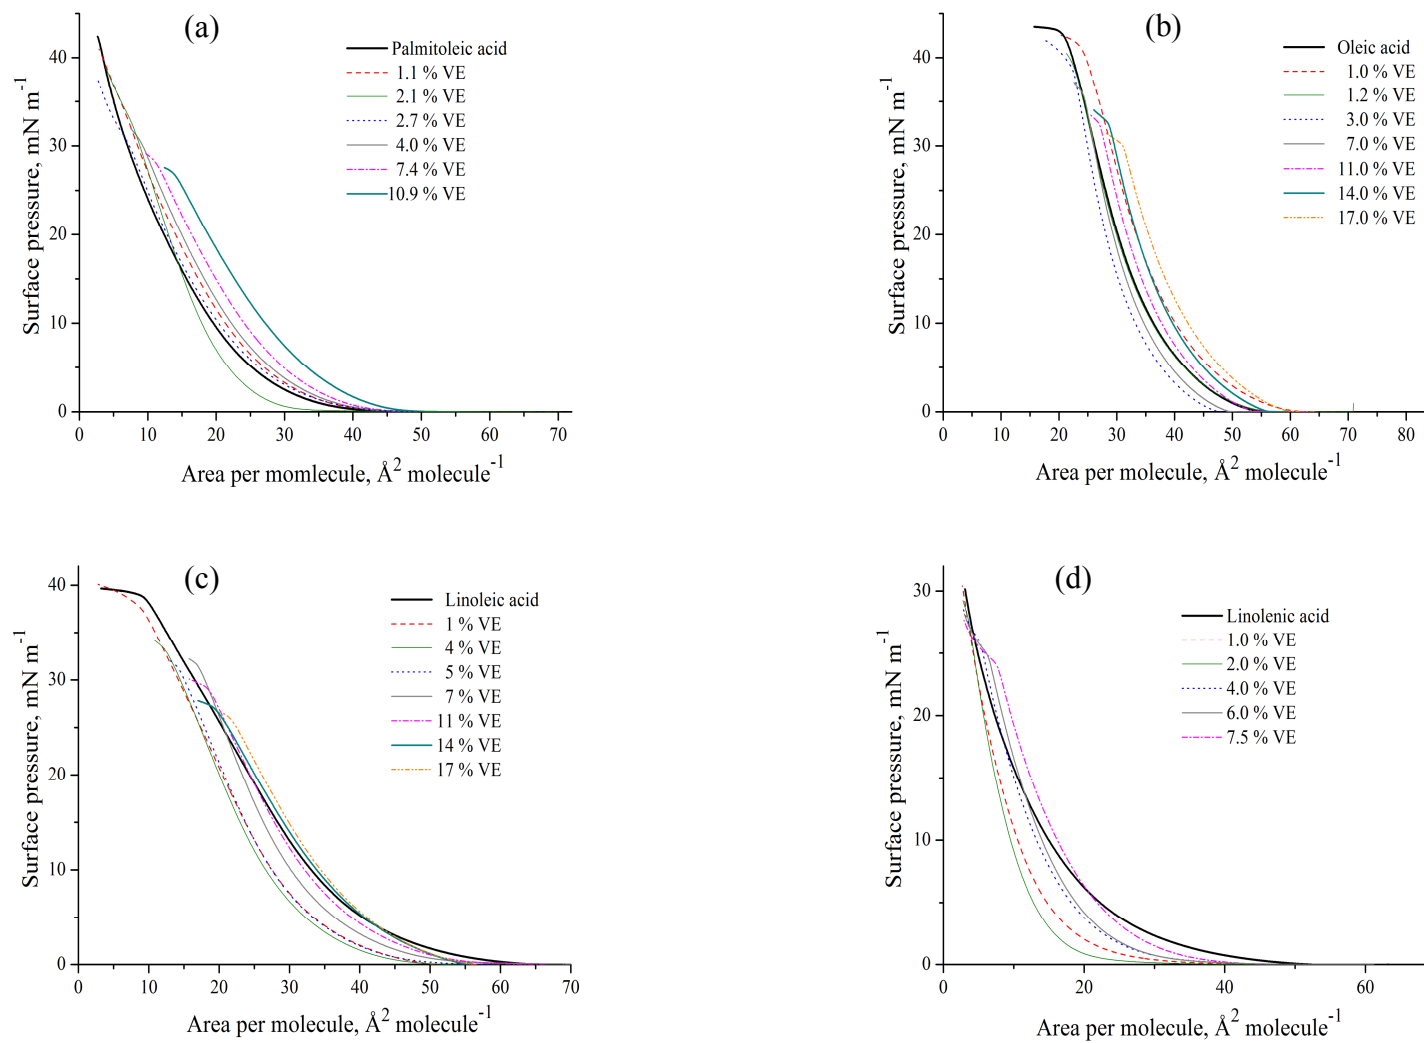 (a)
Surface pressure, mN m-1
40
30
20
10
0
0 10 20 30 40 50 60 70
Area per momlecule, Å2 molecule-1
Palmitoleic acid
1.1 % VE
2.1 % VE
2.7 % VE
4.0 % VE
7.4 % VE
10.9 % VE
(b)
Surface pressure, mN m-1
40
30
20
10
0
0 10 20 30 40 50 60 70 80
Area per molecule, Å2 molecule-1
Oleic acid
1.0 % VE
1.2 % VE
3.0 % VE
7.0 % VE
11.0 % VE
14.0 % VE
17.0 % VE
(c)
Surface pressure, mN m-1
40
30
20
10
0
0 10 20 30 40 50 60 70
Area per molecule, Å2 molecule-1
Linoleic acid
1 % VE
4 % VE
5 % VE
7 % VE
11 % VE
14 % VE
17 % VE
(d)
Surface pressure, mN m-1
30
20
10
0
0 20 40 60
Area per molecule, Å2 molecule-1
Linolenic acid
1.0 % VE
2.0 % VE
4.0 % VE
6.0 % VE
7.5 % VE